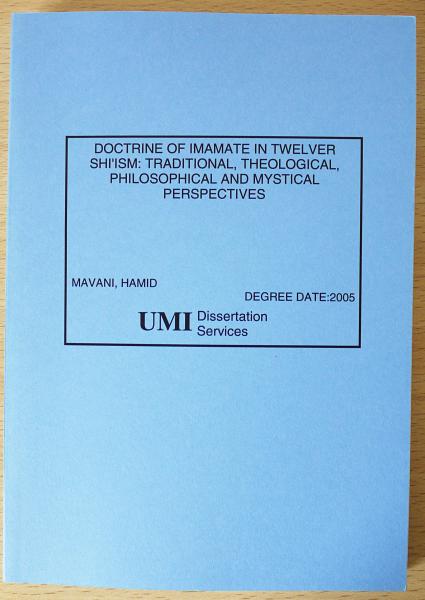 DOCTRINE OF IMAMATE IN TWELVER
SHI'ISM: TRADITIONAL, THEOLOGICAL,
PHILOSOPHICAL AND MYSTICAL
PERSPECTIVES
MAVANI, HAMID
DEGREE DATE:2005
UMI Dissertation
Services